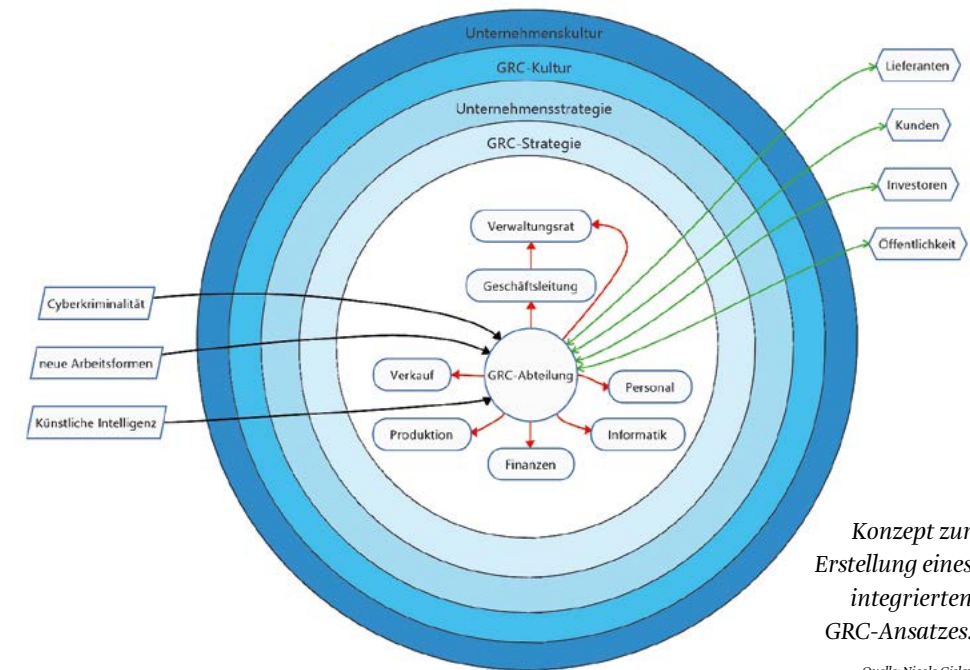 Unternehmenskultur
GRC-Kultur
Unternehmensstrategie
GRC-Strategie
Lieferanten
Kunden
Investoren
Öffentlichkeit
Verwaltungsrat
Geschäftsleitung
Cyberkriminalität
neue Arbeitsformen
Künstliche Intelligenz
GRC-Abteilung
Verkauf
Personal
Produktion
Informatik
Finanzen
Konzept zur
Erstellung eines
integrierten
GRC-Ansatzes.